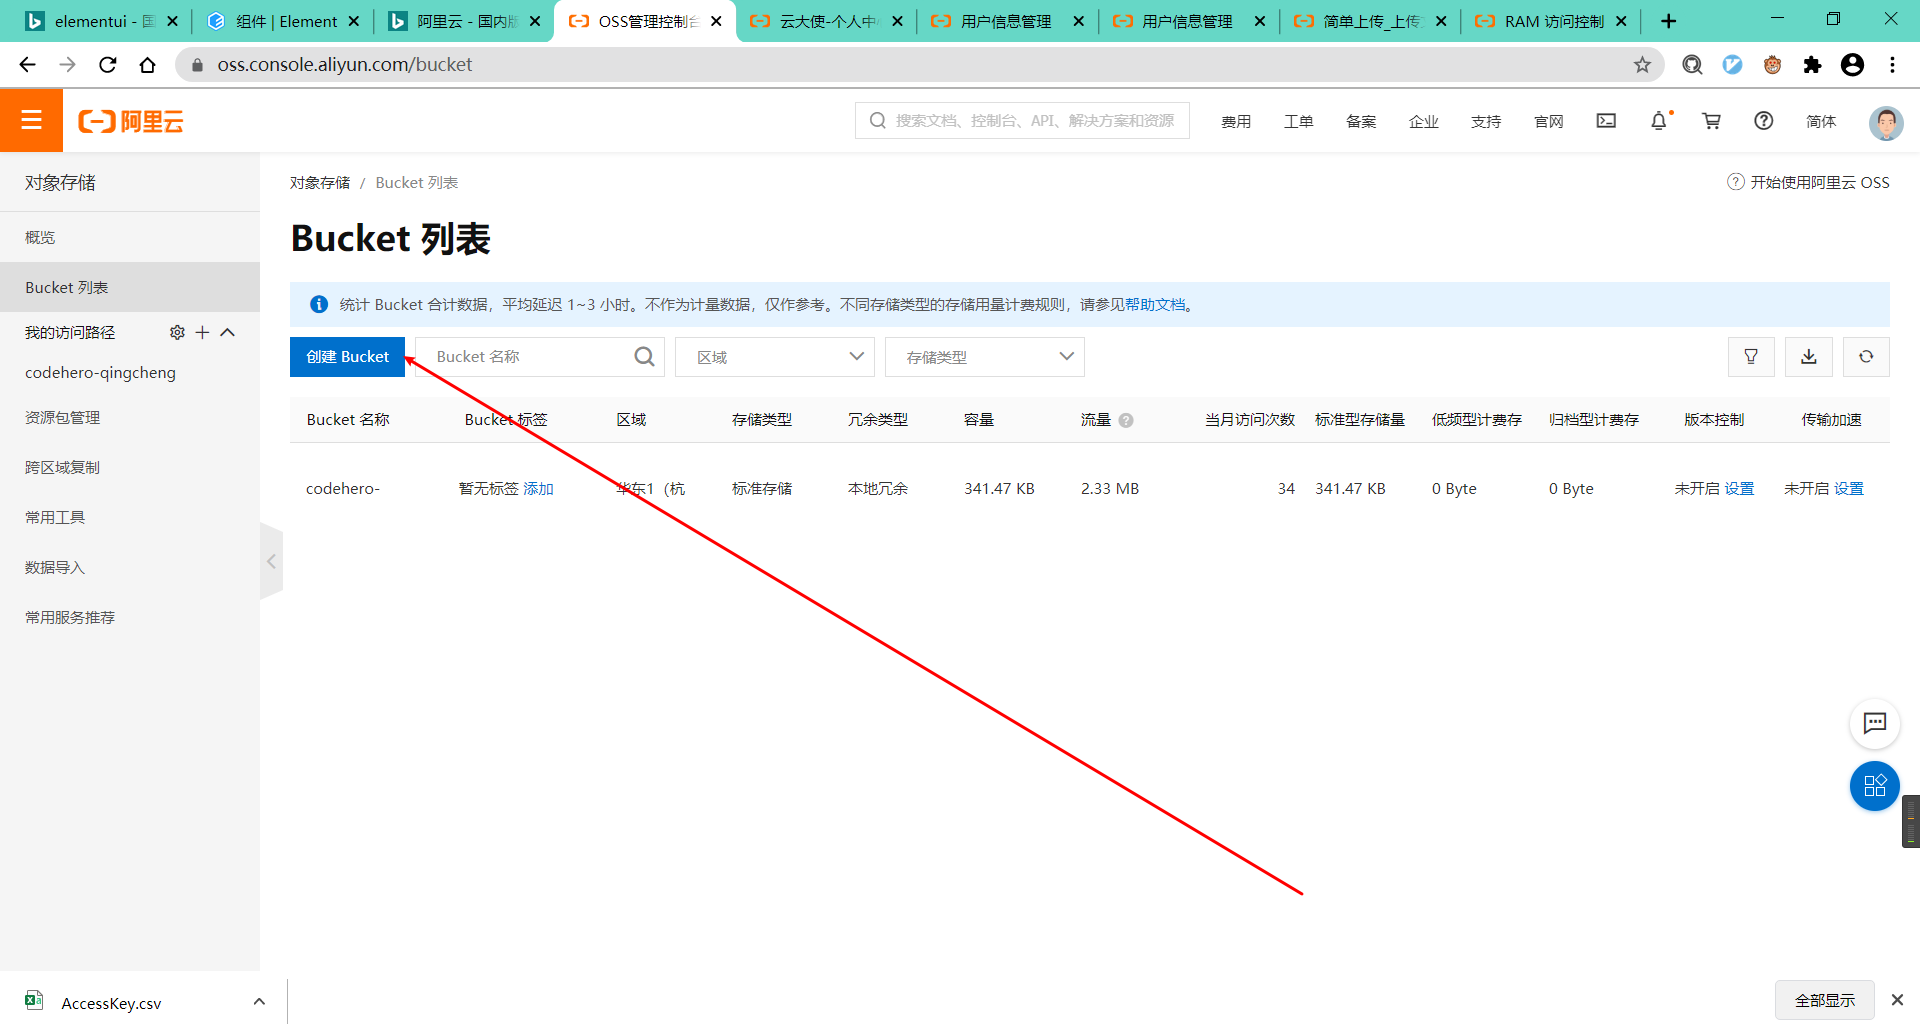 elementui - 国
组件 | Element
阿里云 - 国内版
OSS管理控制台
云大使-个人中
用户信息管理
用户信息管理
简单上传_上传
RAM 访问控制
oss.console.aliyun.com/bucket
阿里云
搜索文档、控制台、API、解决方案和资源
费用
工单
备案
企业
支持
官网
简体
对象存储
概览
Bucket 列表
我的访问路径
codehero-qingcheng
资源包管理
跨区域复制
常用工具
数据导入
常用服务推荐
对象存储 / Bucket 列表
开始使用阿里云 OSS
Bucket 列表
统计 Bucket 合计数据，平均延迟 1~3 小时。不作为计量数据，仅作参考。不同存储类型的存储用量计费规则，请参见帮助文档。
创建 Bucket
Bucket 名称
区域
存储类型
Bucket 名称 Bucket 标签 区域 存储类型 冗余类型 容量 流量 当月访问次数 标准型存储量 低频型计费存 归档型计费存 版本控制 传输加速
codehero- 暂无标签 添加 华东1（杭 标准存储 本地冗余 341.47 KB 2.33 MB 34 341.47 KB 0 Byte 0 Byte 未开启 设置 未开启 设置
AccessKey.csv
全部显示